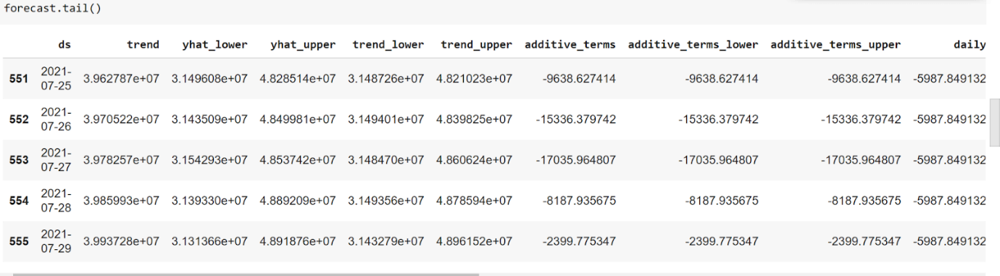 forecast.tail()
ds trend yhat_lower yhat_upper trend_lower trend_upper additive_terms additive_terms_lower additive_terms_upper daily
551 2021-07-25 3.962787e+07 3.149608e+07 4.828514e+07 3.148726e+07 4.821023e+07 -9638.627414 -9638.627414 -9638.627414 -5987.849132
552 2021-07-26 3.970522e+07 3.143509e+07 4.849981e+07 3.149401e+07 4.839825e+07 -15336.379742 -15336.379742 -15336.379742 -5987.849132
553 2021-07-27 3.978257e+07 3.154293e+07 4.853742e+07 3.148470e+07 4.860624e+07 -17035.964807 -17035.964807 -17035.964807 -5987.849132
554 2021-07-28 3.985993e+07 3.139330e+07 4.889209e+07 3.149356e+07 4.878594e+07 -8187.935675 -8187.935675 -8187.935675 -5987.849132
555 2021-07-29 3.993728e+07 3.131366e+07 4.891876e+07 3.143279e+07 4.896152e+07 -2399.775347 -2399.775347 -2399.775347 -5987.849132